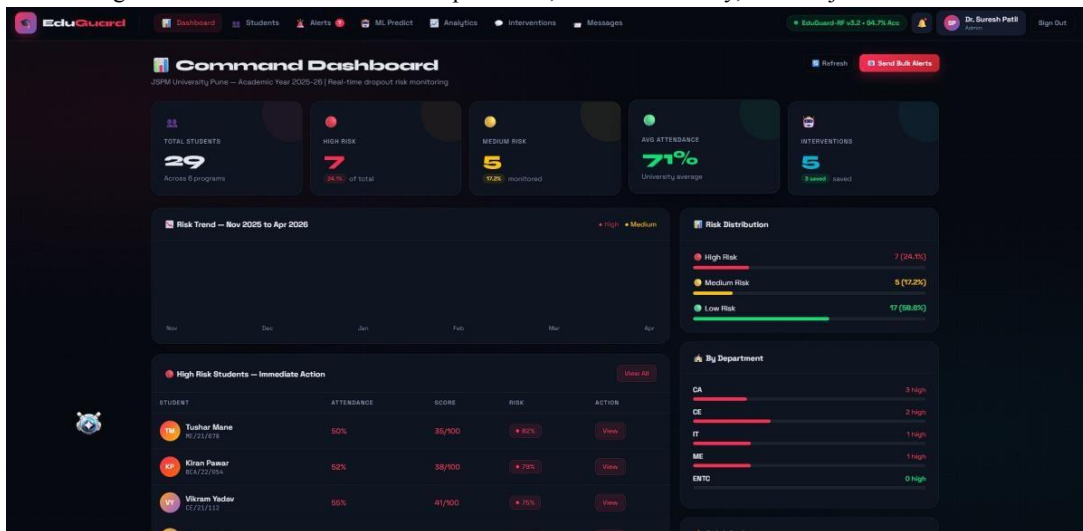 EduGuard
Dashboard
Students
Alerts
ML Predict
Analytics
Interventions
Messages
EduGuard-RF v3.2 • 94.7% Acc
SP
Dr. Suresh Patil
Admin
Sign Out
Command Dashboard
JSPM University Pune — Academic Year 2025-26 | Real-time dropout risk monitoring
Refresh
Send Bulk Alerts
TOTAL STUDENTS
29
Across 6 programs
HIGH RISK
7
24.1% of total
MEDIUM RISK
5
17.2% monitored
AVG ATTENDANCE
71%
University average
INTERVENTIONS
5
3 saved saved
Risk Trend — Nov 2025 to Apr 2026
High Medium
Nov Dec Jan Feb Mar Apr
Risk Distribution
High Risk 7 (24.1%)
Medium Risk 5 (17.2%)
Low Risk 17 (58.6%)
High Risk Students — Immediate Action
View All
STUDENT ATTENDANCE SCORE RISK ACTION
TM Tushar Mane 50% 35/100 82% View
ME/21/078
KP Kiran Pawar 52% 38/100 79% View
BCA/22/054
VY Vikram Yadav 55% 41/100 75% View
CE/21/112
By Department
CA 3 high
CE 2 high
IT 1 high
ME 1 high
ENTC 0 high